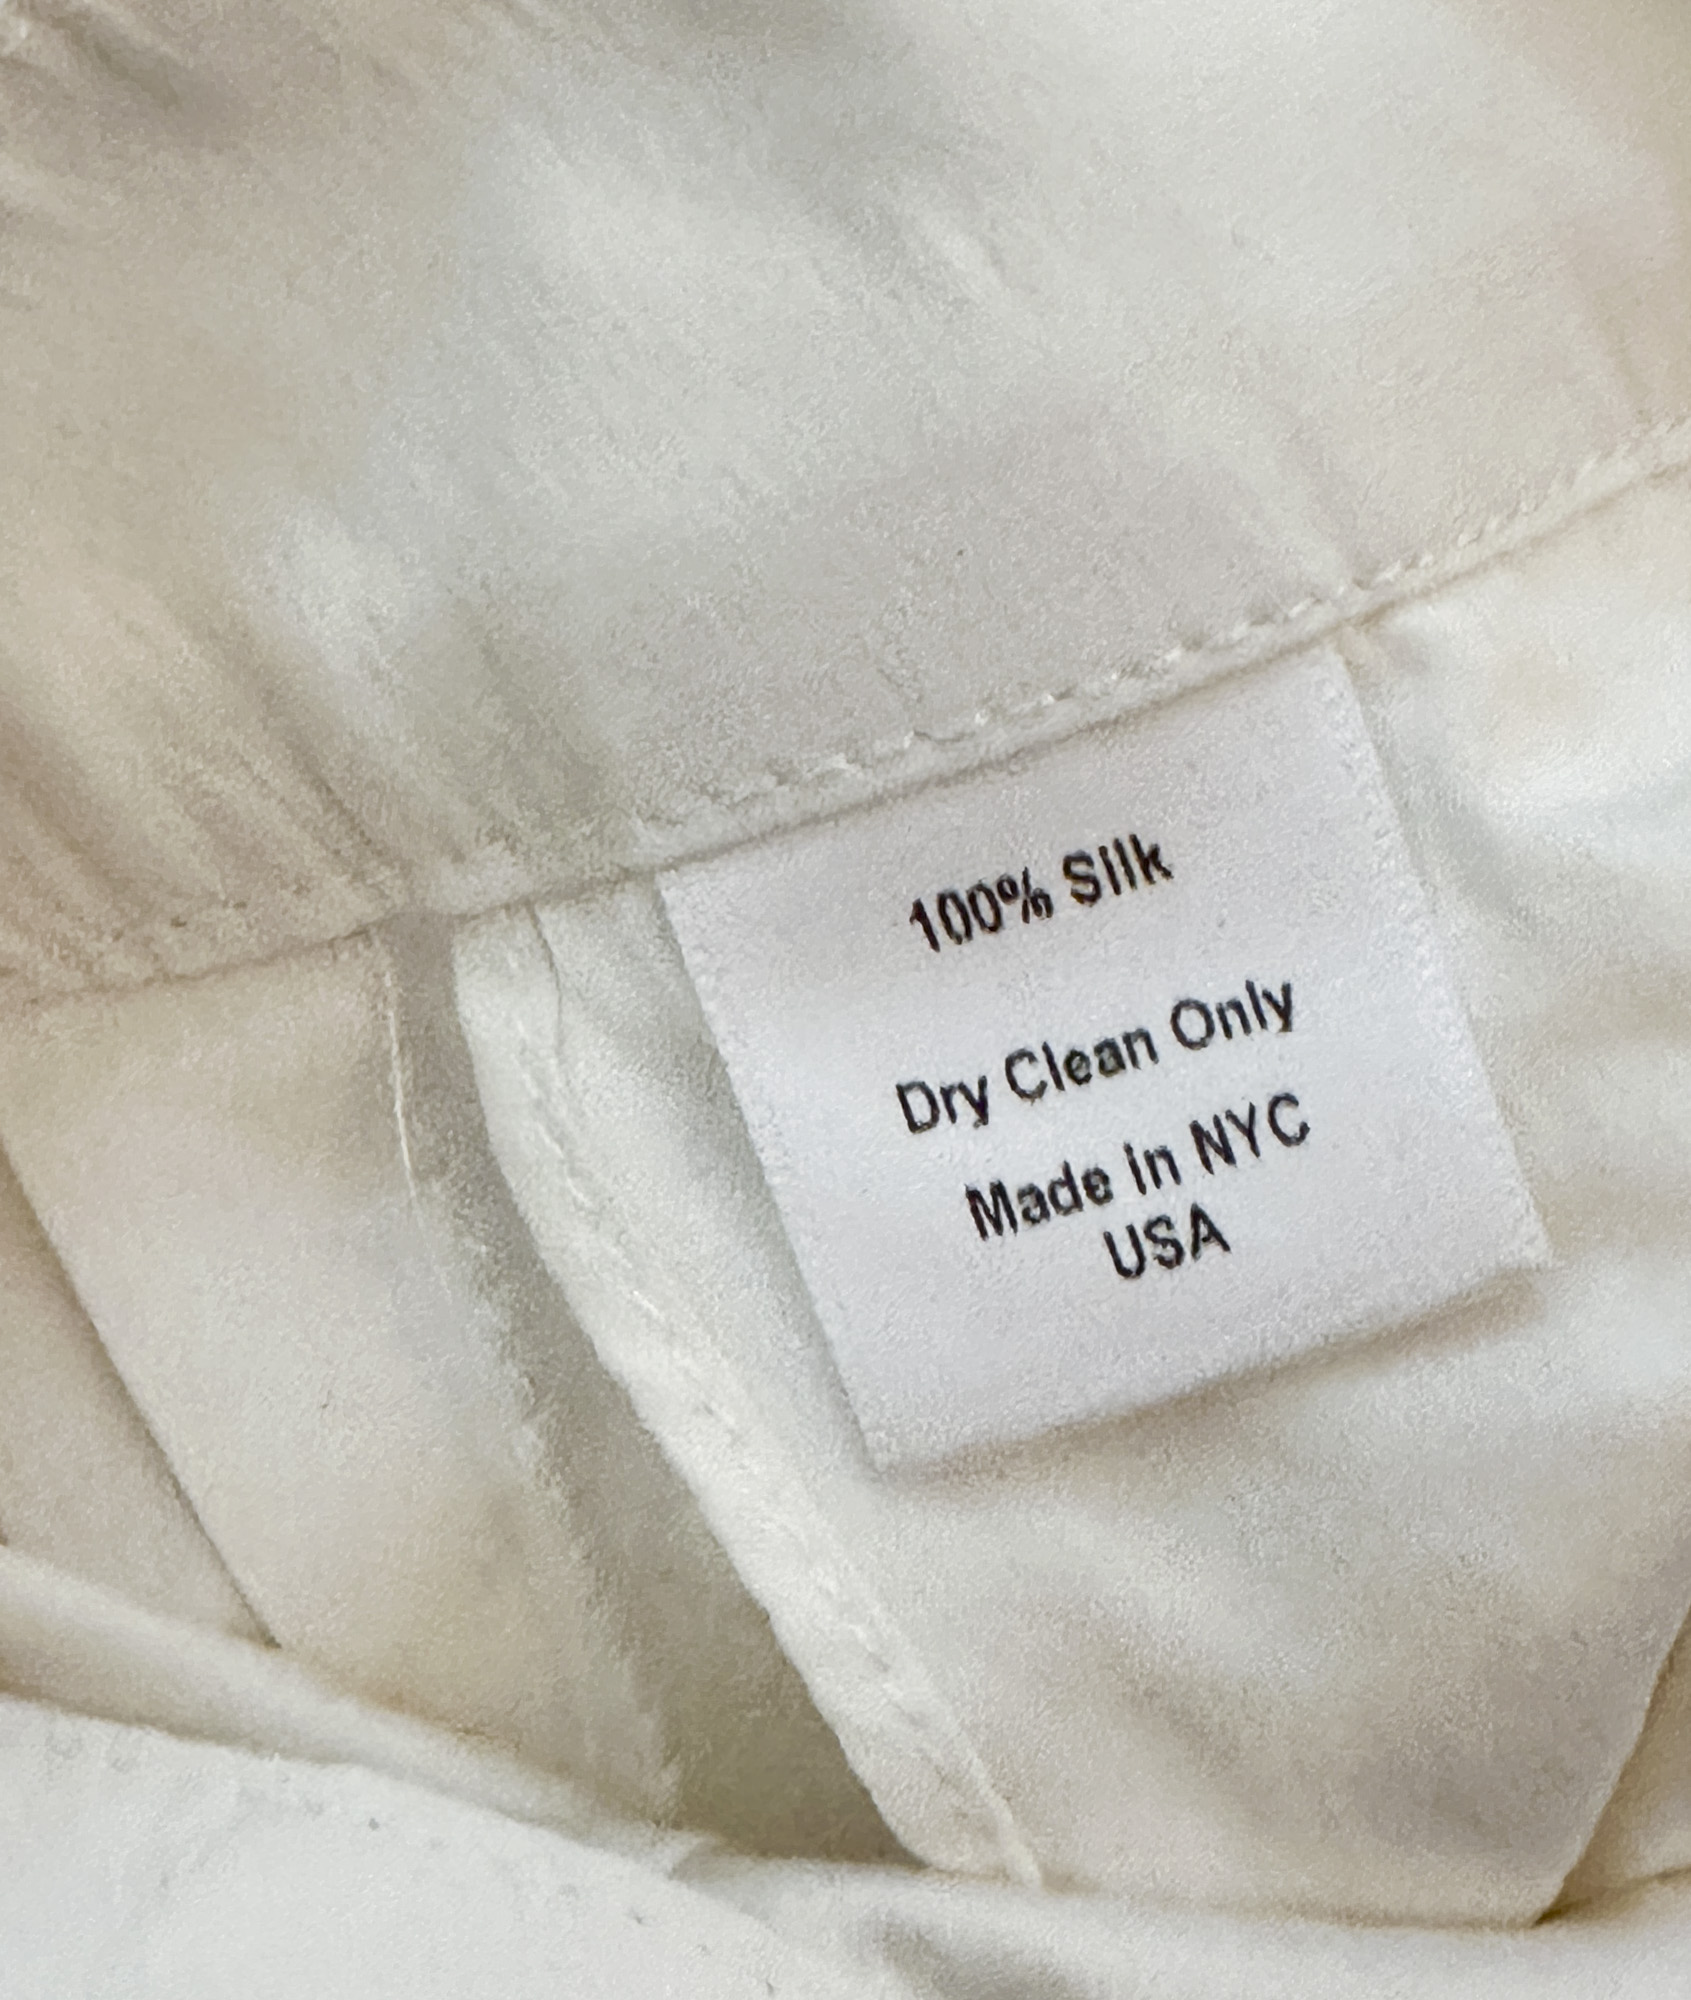 100% Silk
Dry Clean Only
Made in NYC
USA